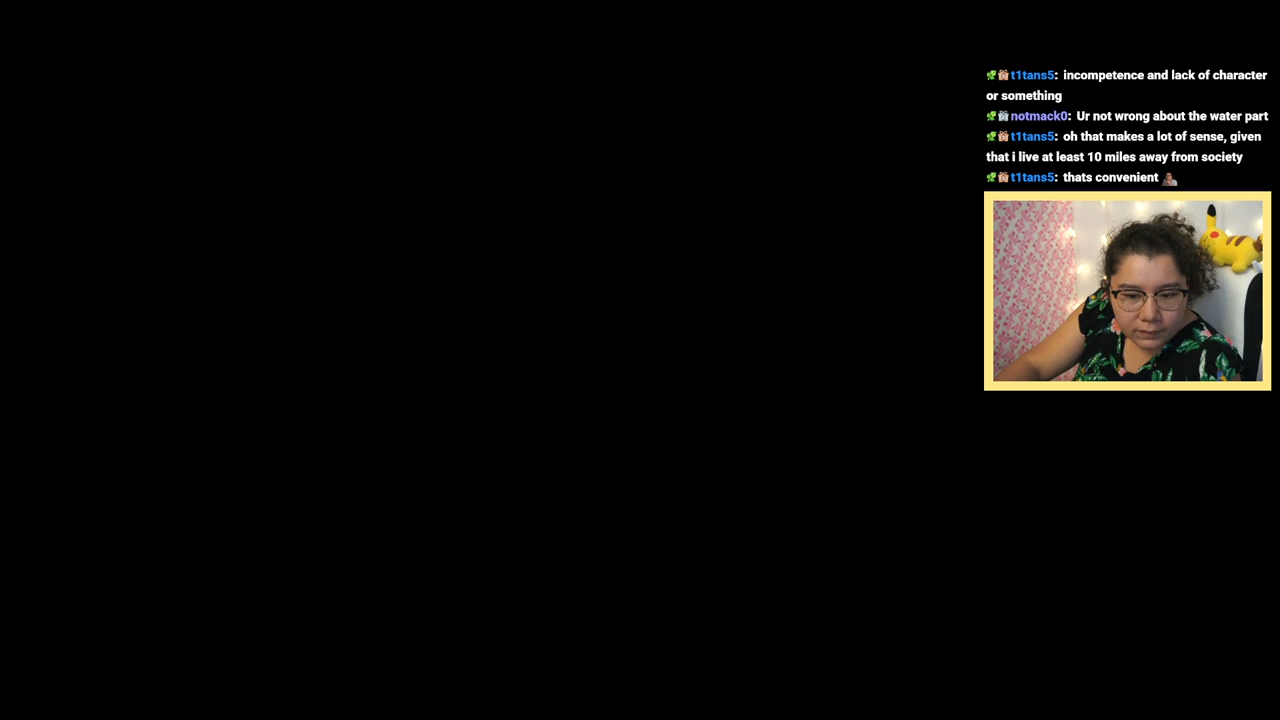 t1tans5: incompetence and lack of character
or something
notmack0: Ur not wrong about the water part
t1tans5: oh that makes a lot of sense, given
that i live at least 10 miles away from society
t1tans5: thats convenient